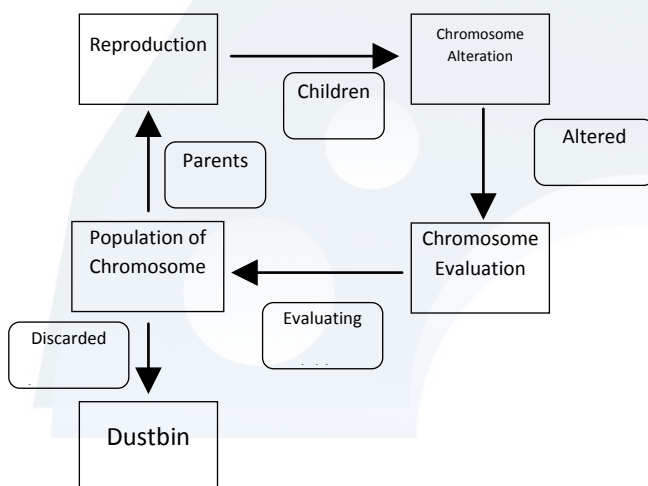 Reproduction
Chromosome
Alteration
Children
Altered
Parents
Population of
Chromosome
Chromosome
Evaluation
Evaluating
Discarded
Dustbin